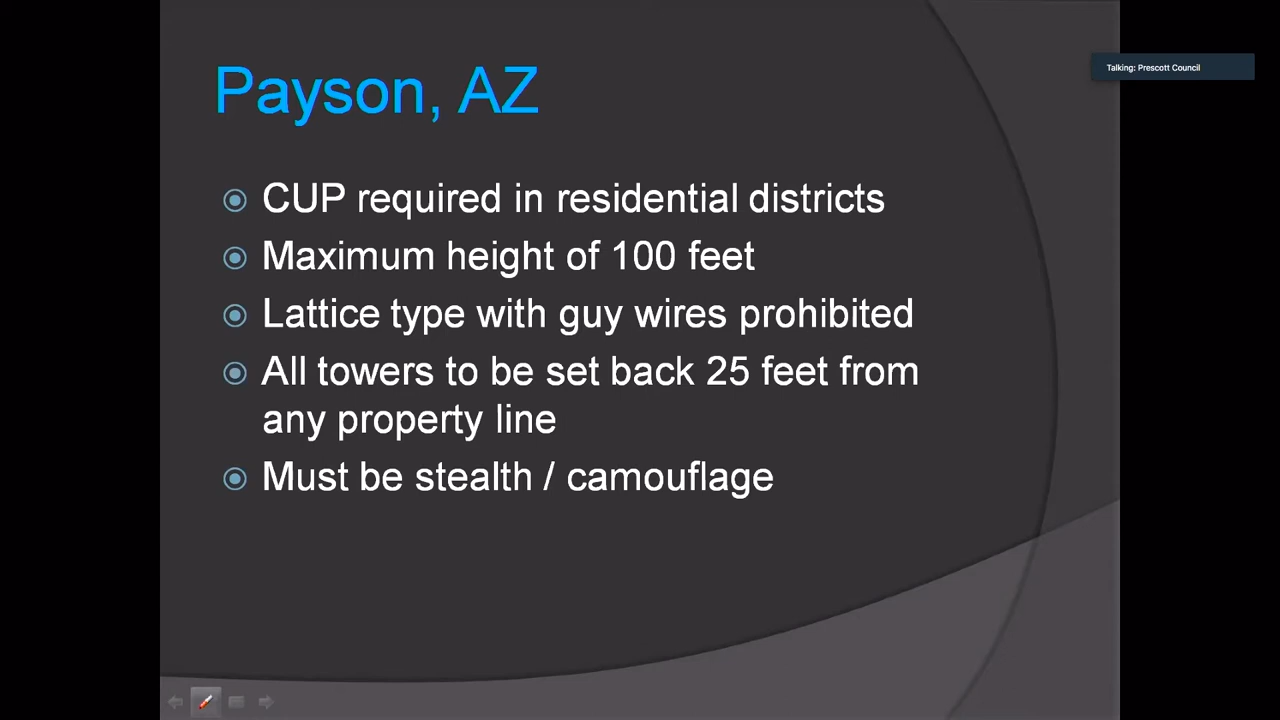 Payson, AZ
Talking: Prescott Council
CUP required in residential districts
Maximum height of 100 feet
Lattice type with guy wires prohibited
All towers to be set back 25 feet from
any property line
Must be stealth / camouflage